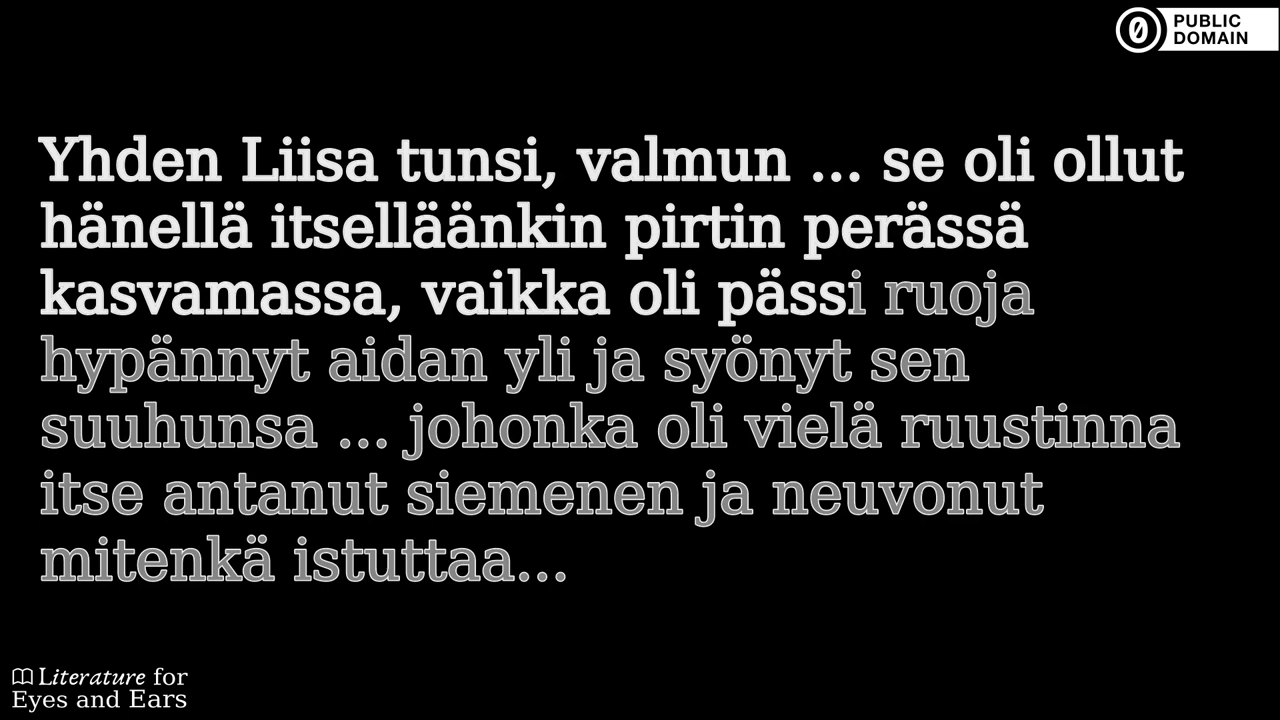 PUBLIC
DOMAIN
Yhden Liisa tunsi, valmun ... se oli ollut
hänellä itselläänkin pirtin perässä
kasvamassa, vaikka oli pässi ruoja
hypännyt aidan yli ja syönyt sen
suuhunsa ... johonka oli vielä ruustinna
itse antanut siemenen ja neuvonut
mitenkä istuttaa...
Literature for
Eyes and Ears